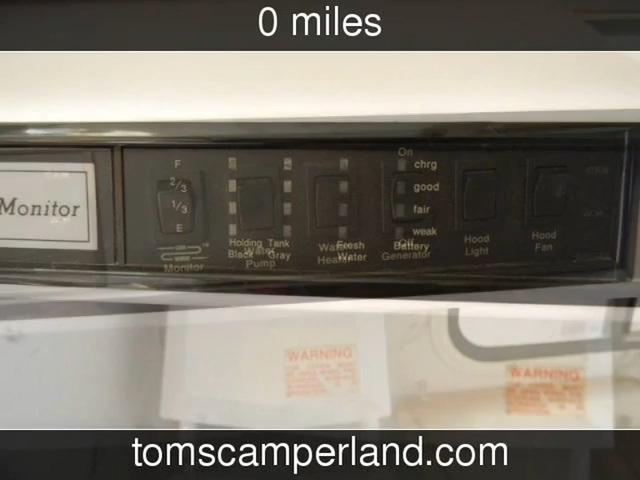 0 miles
Monitor
F
2/3
1/3
E
Monitor
Holding Tank
Black Gray
Water
Pump
Water
Heater
Fresh
Water
On
chrg
good
fair
weak
Off
Battery
Generator
Hood
Light
Hood
Fan
WARNING
WARNING
tomscamperland.com